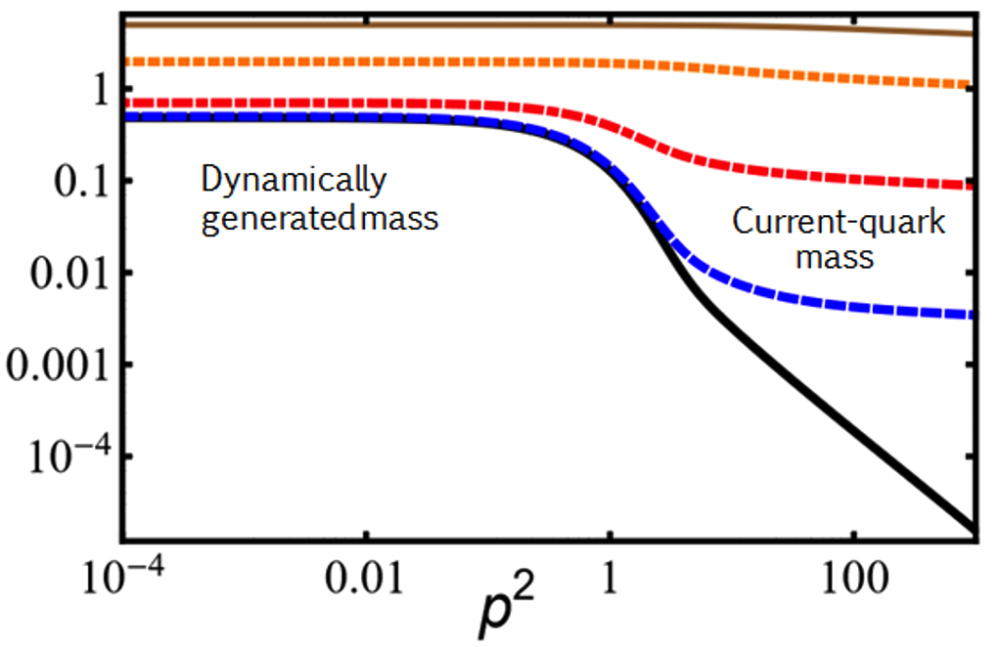 1
0.1
0.01
0.001
10⁻⁴
Dynamically
generated mass
Current-quark
mass
10⁻⁴ 0.01 1 100
p²